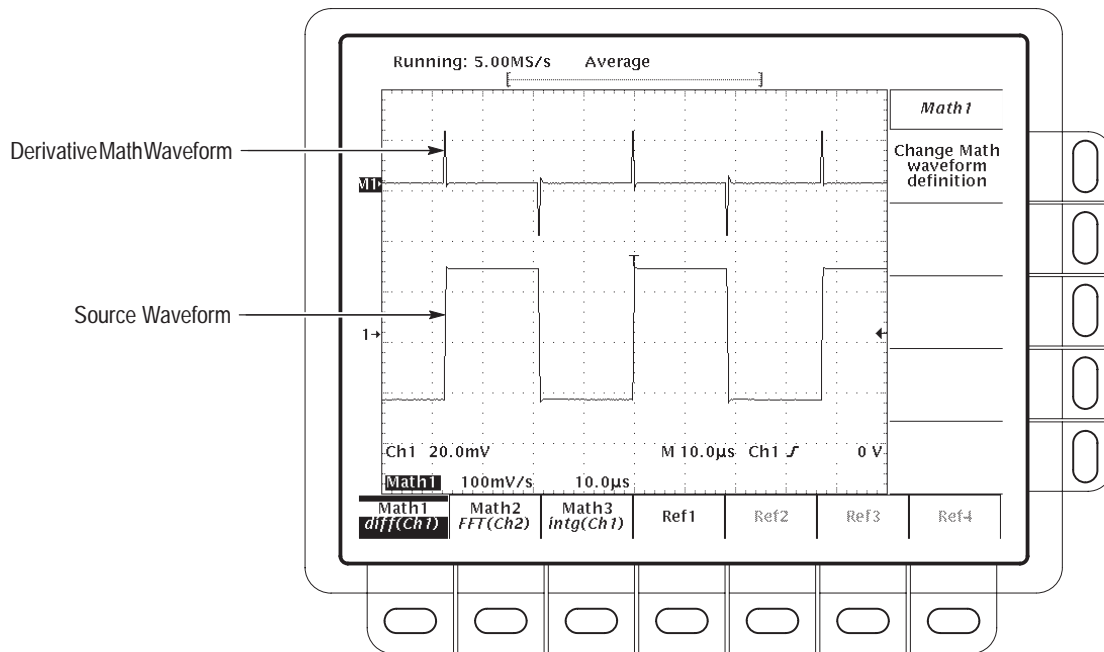 Running: 5.00MS/s Average
Math1
Derivative Math Waveform
Change Math
waveform
definition
M1
T
Source Waveform
1
Ch1 20.0mV M 10.0µs Ch1 0 V
Math1 100mV/s 10.0µs
Math1
diff(Ch1)
Math2
FFT(Ch2)
Math3
intg(Ch1)
Ref1
Ref2
Ref3
Ref4